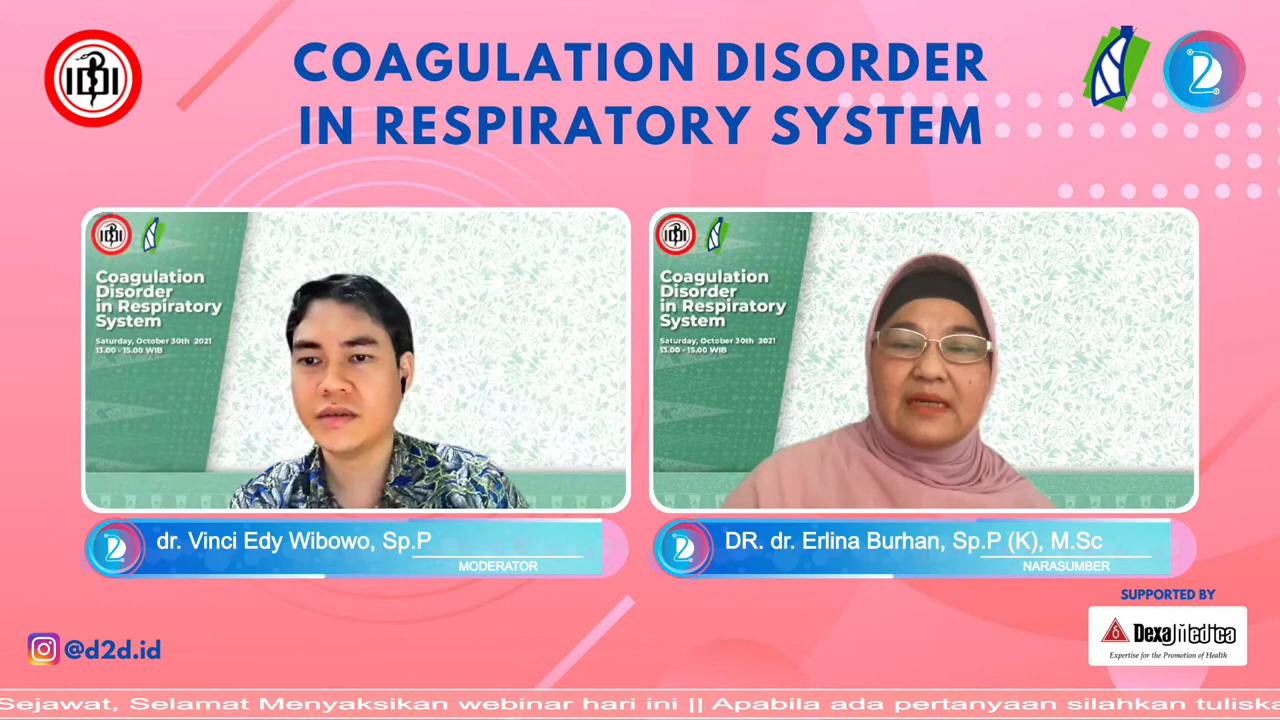 COAGULATION DISORDER
IN RESPIRATORY SYSTEM
IDI
Coagulation
Disorder
in Respiratory
System
Saturday, October 30th 2021
13.00 - 15.00 WIB
Coagulation
Disorder
in Respiratory
System
Saturday, October 30th 2021
13.00 - 15.00 WIB
dr. Vinci Edy Wibowo, Sp.P
MODERATOR
DR. dr. Erlina Burhan, Sp.P (K), M.Sc
NARASUMBER
SUPPORTED BY
DexaMedica
Expertise for the Promotion of Health
@d2d.id
Sejawat, Selamat Menyaksikan webinar hari ini || Apabila ada pertanyaan silahkan tuliska